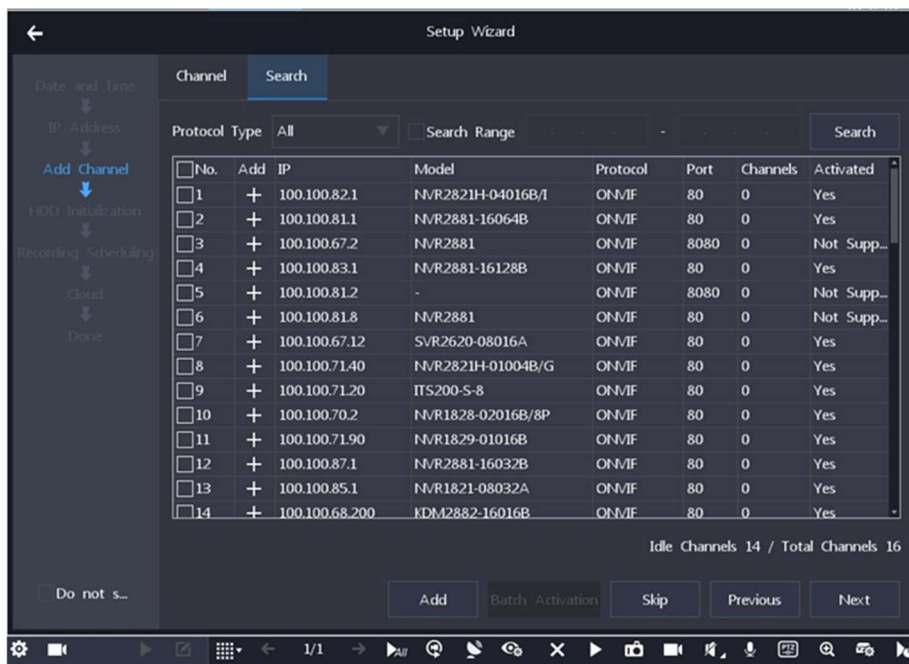 Setup Wizard
Channel Search
Date and Time
IP Address
Add Channel
HDD Initialization
Recording Scheduling
Cloud
Done
Protocol Type All Search Range - Search
No. Add IP Model Protocol Port Channels Activated
1 + 100.100.82.1 NVR2821H-04016B/I ONVIF 80 0 Yes
2 + 100.100.81.1 NVR2881-16064B ONVIF 80 0 Yes
3 + 100.100.67.2 NVR2881 ONVIF 8080 0 Not Supp...
4 + 100.100.83.1 NVR2881-16128B ONVIF 80 0 Yes
5 + 100.100.81.2 - ONVIF 8080 0 Not Supp...
6 + 100.100.81.8 NVR2881 ONVIF 80 0 Not Supp...
7 + 100.100.67.12 SVR2620-08016A ONVIF 80 0 Yes
8 + 100.100.71.40 NVR2821H-01004B/G ONVIF 80 0 Yes
9 + 100.100.71.20 ITS200-S-8 ONVIF 80 0 Yes
10 + 100.100.70.2 NVR1828-02016B/8P ONVIF 80 0 Yes
11 + 100.100.71.90 NVR1829-01016B ONVIF 80 0 Yes
12 + 100.100.87.1 NVR2881-16032B ONVIF 80 0 Yes
13 + 100.100.85.1 NVR1821-08032A ONVIF 80 0 Yes
14 + 100.100.68.200 KDM2882-16016B ONVIF 80 0 Yes
Idle Channels 14 / Total Channels 16
Do not s... Add Batch Activation Skip Previous Next
1/1 All PTZ